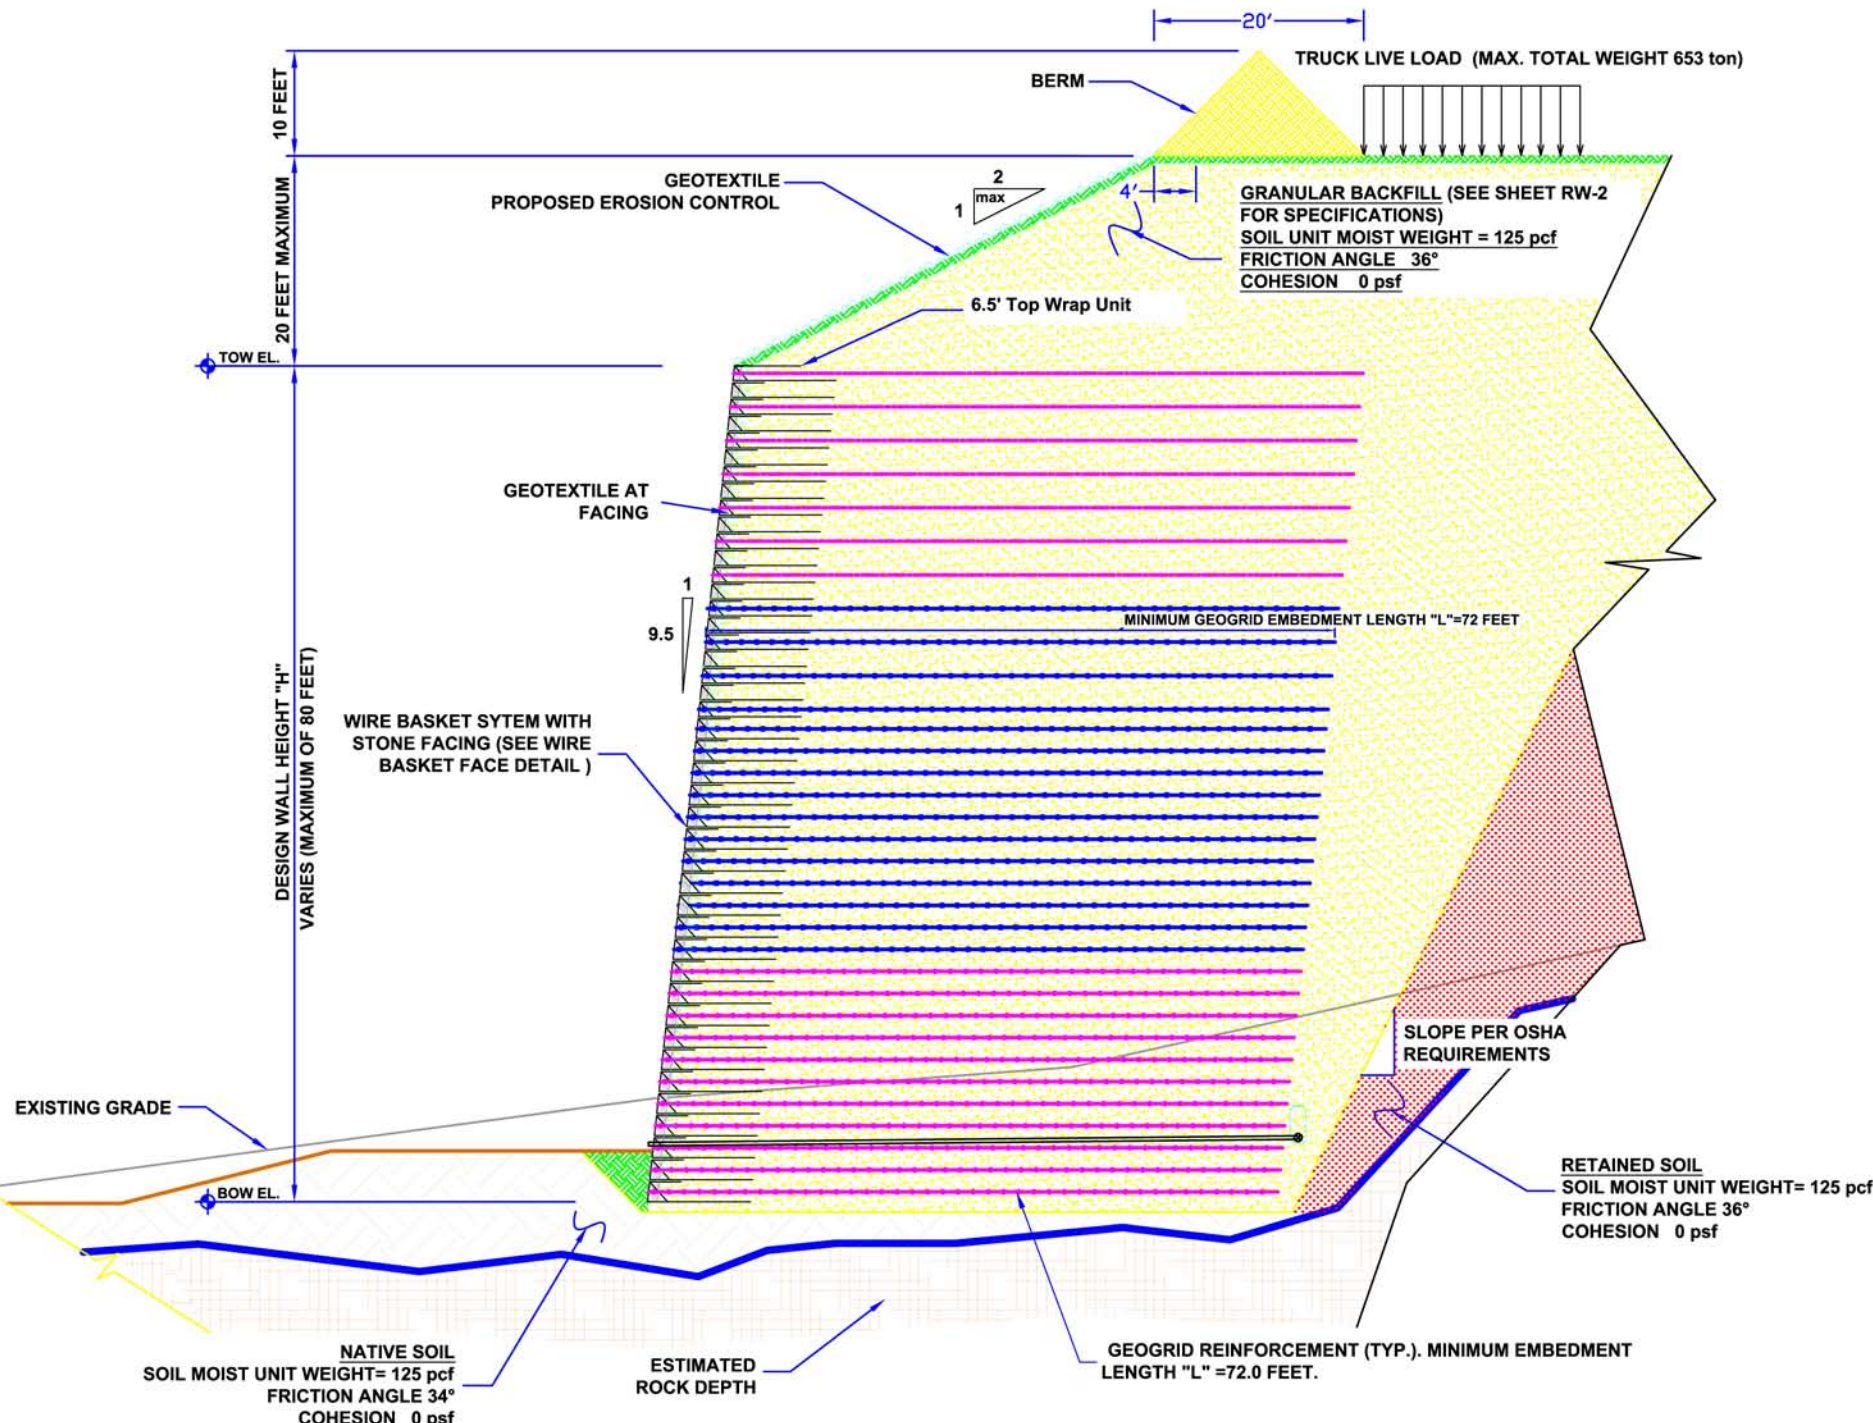 20'
TRUCK LIVE LOAD (MAX. TOTAL WEIGHT 653 ton)
BERM
10 FEET
GEOTEXTILE
PROPOSED EROSION CONTROL
2
max
1
4'
GRANULAR BACKFILL (SEE SHEET RW-2
FOR SPECIFICATIONS)
SOIL UNIT MOIST WEIGHT = 125 pcf
FRICTION ANGLE 36°
COHESION 0 psf
20 FEET MAXIMUM
6.5' Top Wrap Unit
TOW EL.
GEOTEXTILE AT
FACING
1
9.5
MINIMUM GEOGRID EMBEDMENT LENGTH "L"=72 FEET
DESIGN WALL HEIGHT "H"
VARIES (MAXIMUM OF 80 FEET)
WIRE BASKET SYTEM WITH
STONE FACING (SEE WIRE
BASKET FACE DETAIL )
SLOPE PER OSHA
REQUIREMENTS
EXISTING GRADE
BOW EL.
RETAINED SOIL
SOIL MOIST UNIT WEIGHT= 125 pcf
FRICTION ANGLE 36°
COHESION 0 psf
NATIVE SOIL
SOIL MOIST UNIT WEIGHT= 125 pcf
FRICTION ANGLE 34°
COHESION 0 psf
ESTIMATED
ROCK DEPTH
GEOGRID REINFORCEMENT (TYP.). MINIMUM EMBEDMENT
LENGTH "L" =72.0 FEET.